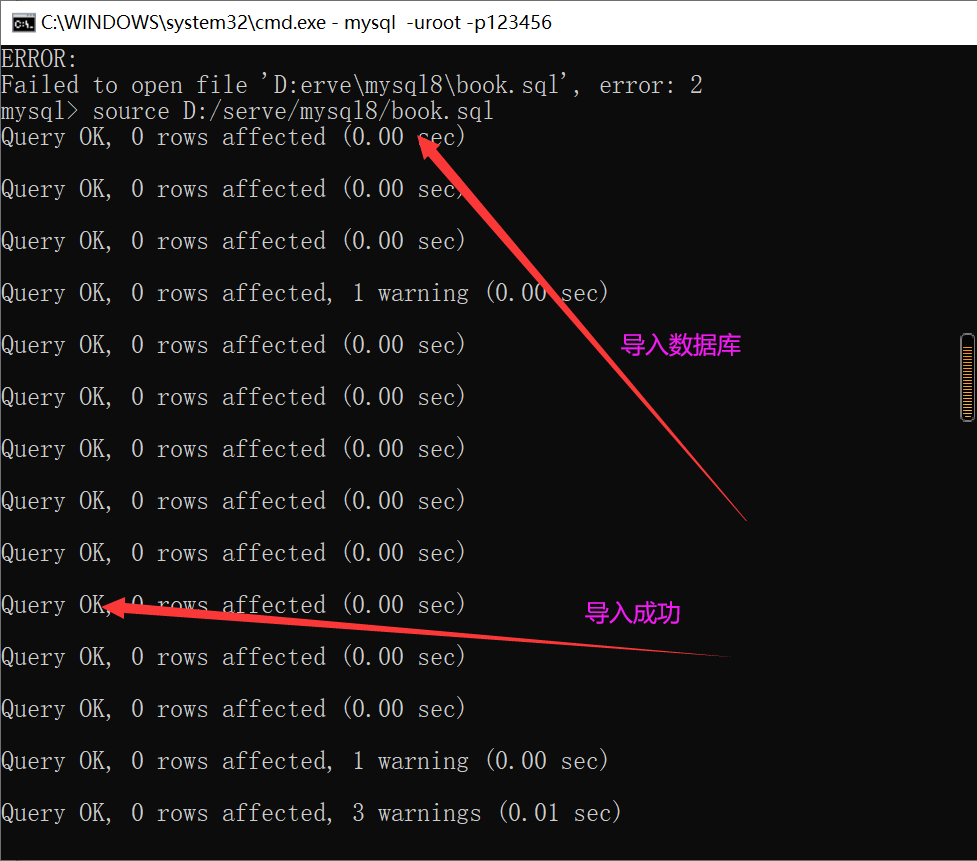 C:\WINDOWS\system32\cmd.exe - mysql  -uroot -p123456
ERROR:
Failed to open file 'D:erve\mysql8\book.sql', error: 2
mysql> source D:/serve/mysql8/book.sql
Query OK, 0 rows affected (0.00 sec)
Query OK, 0 rows affected (0.00 sec)
Query OK, 0 rows affected (0.00 sec)
Query OK, 0 rows affected, 1 warning (0.00 sec)
导入数据库
Query OK, 0 rows affected (0.00 sec)
Query OK, 0 rows affected (0.00 sec)
Query OK, 0 rows affected (0.00 sec)
Query OK, 0 rows affected (0.00 sec)
Query OK, 0 rows affected (0.00 sec)
Query OK, 0 rows affected (0.00 sec)
导入成功
Query OK, 0 rows affected (0.00 sec)
Query OK, 0 rows affected (0.00 sec)
Query OK, 0 rows affected, 1 warning (0.00 sec)
Query OK, 0 rows affected, 3 warnings (0.01 sec)